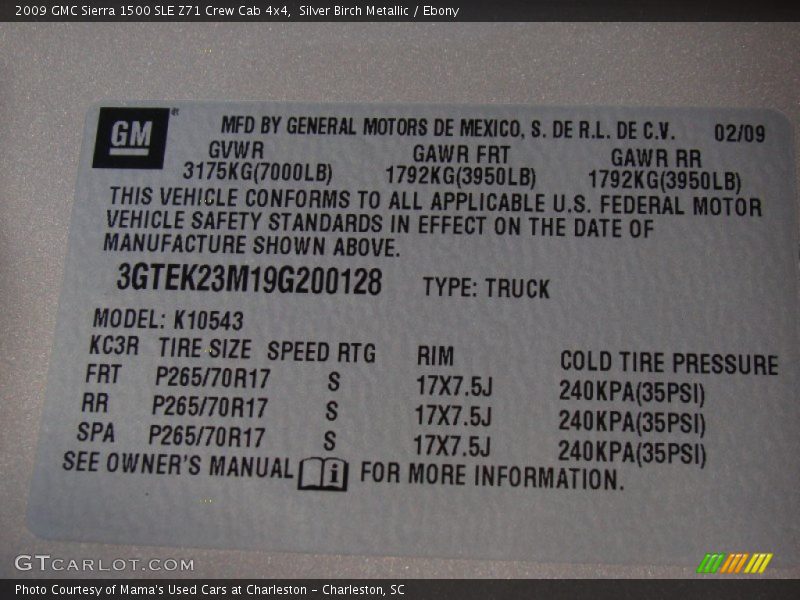 2009 GMC Sierra 1500 SLE Z71 Crew Cab 4x4, Silver Birch Metallic / Ebony
GM
MFD BY GENERAL MOTORS DE MEXICO, S. DE R.L. DE C.V. 02/09
GVWR GAWR FRT GAWR RR
3175KG(7000LB) 1792KG(3950LB) 1792KG(3950LB)
THIS VEHICLE CONFORMS TO ALL APPLICABLE U.S. FEDERAL MOTOR
VEHICLE SAFETY STANDARDS IN EFFECT ON THE DATE OF
MANUFACTURE SHOWN ABOVE.
3GTEK23M19G200128 TYPE: TRUCK
MODEL: K10543
KC3R TIRE SIZE SPEED RTG RIM COLD TIRE PRESSURE
FRT P265/70R17 S 17X7.5J 240KPA(35PSI)
RR P265/70R17 S 17X7.5J 240KPA(35PSI)
SPA P265/70R17 S 17X7.5J 240KPA(35PSI)
SEE OWNER'S MANUAL i FOR MORE INFORMATION.
GTCARLOT.COM
Photo Courtesy of Mama's Used Cars at Charleston - Charleston, SC